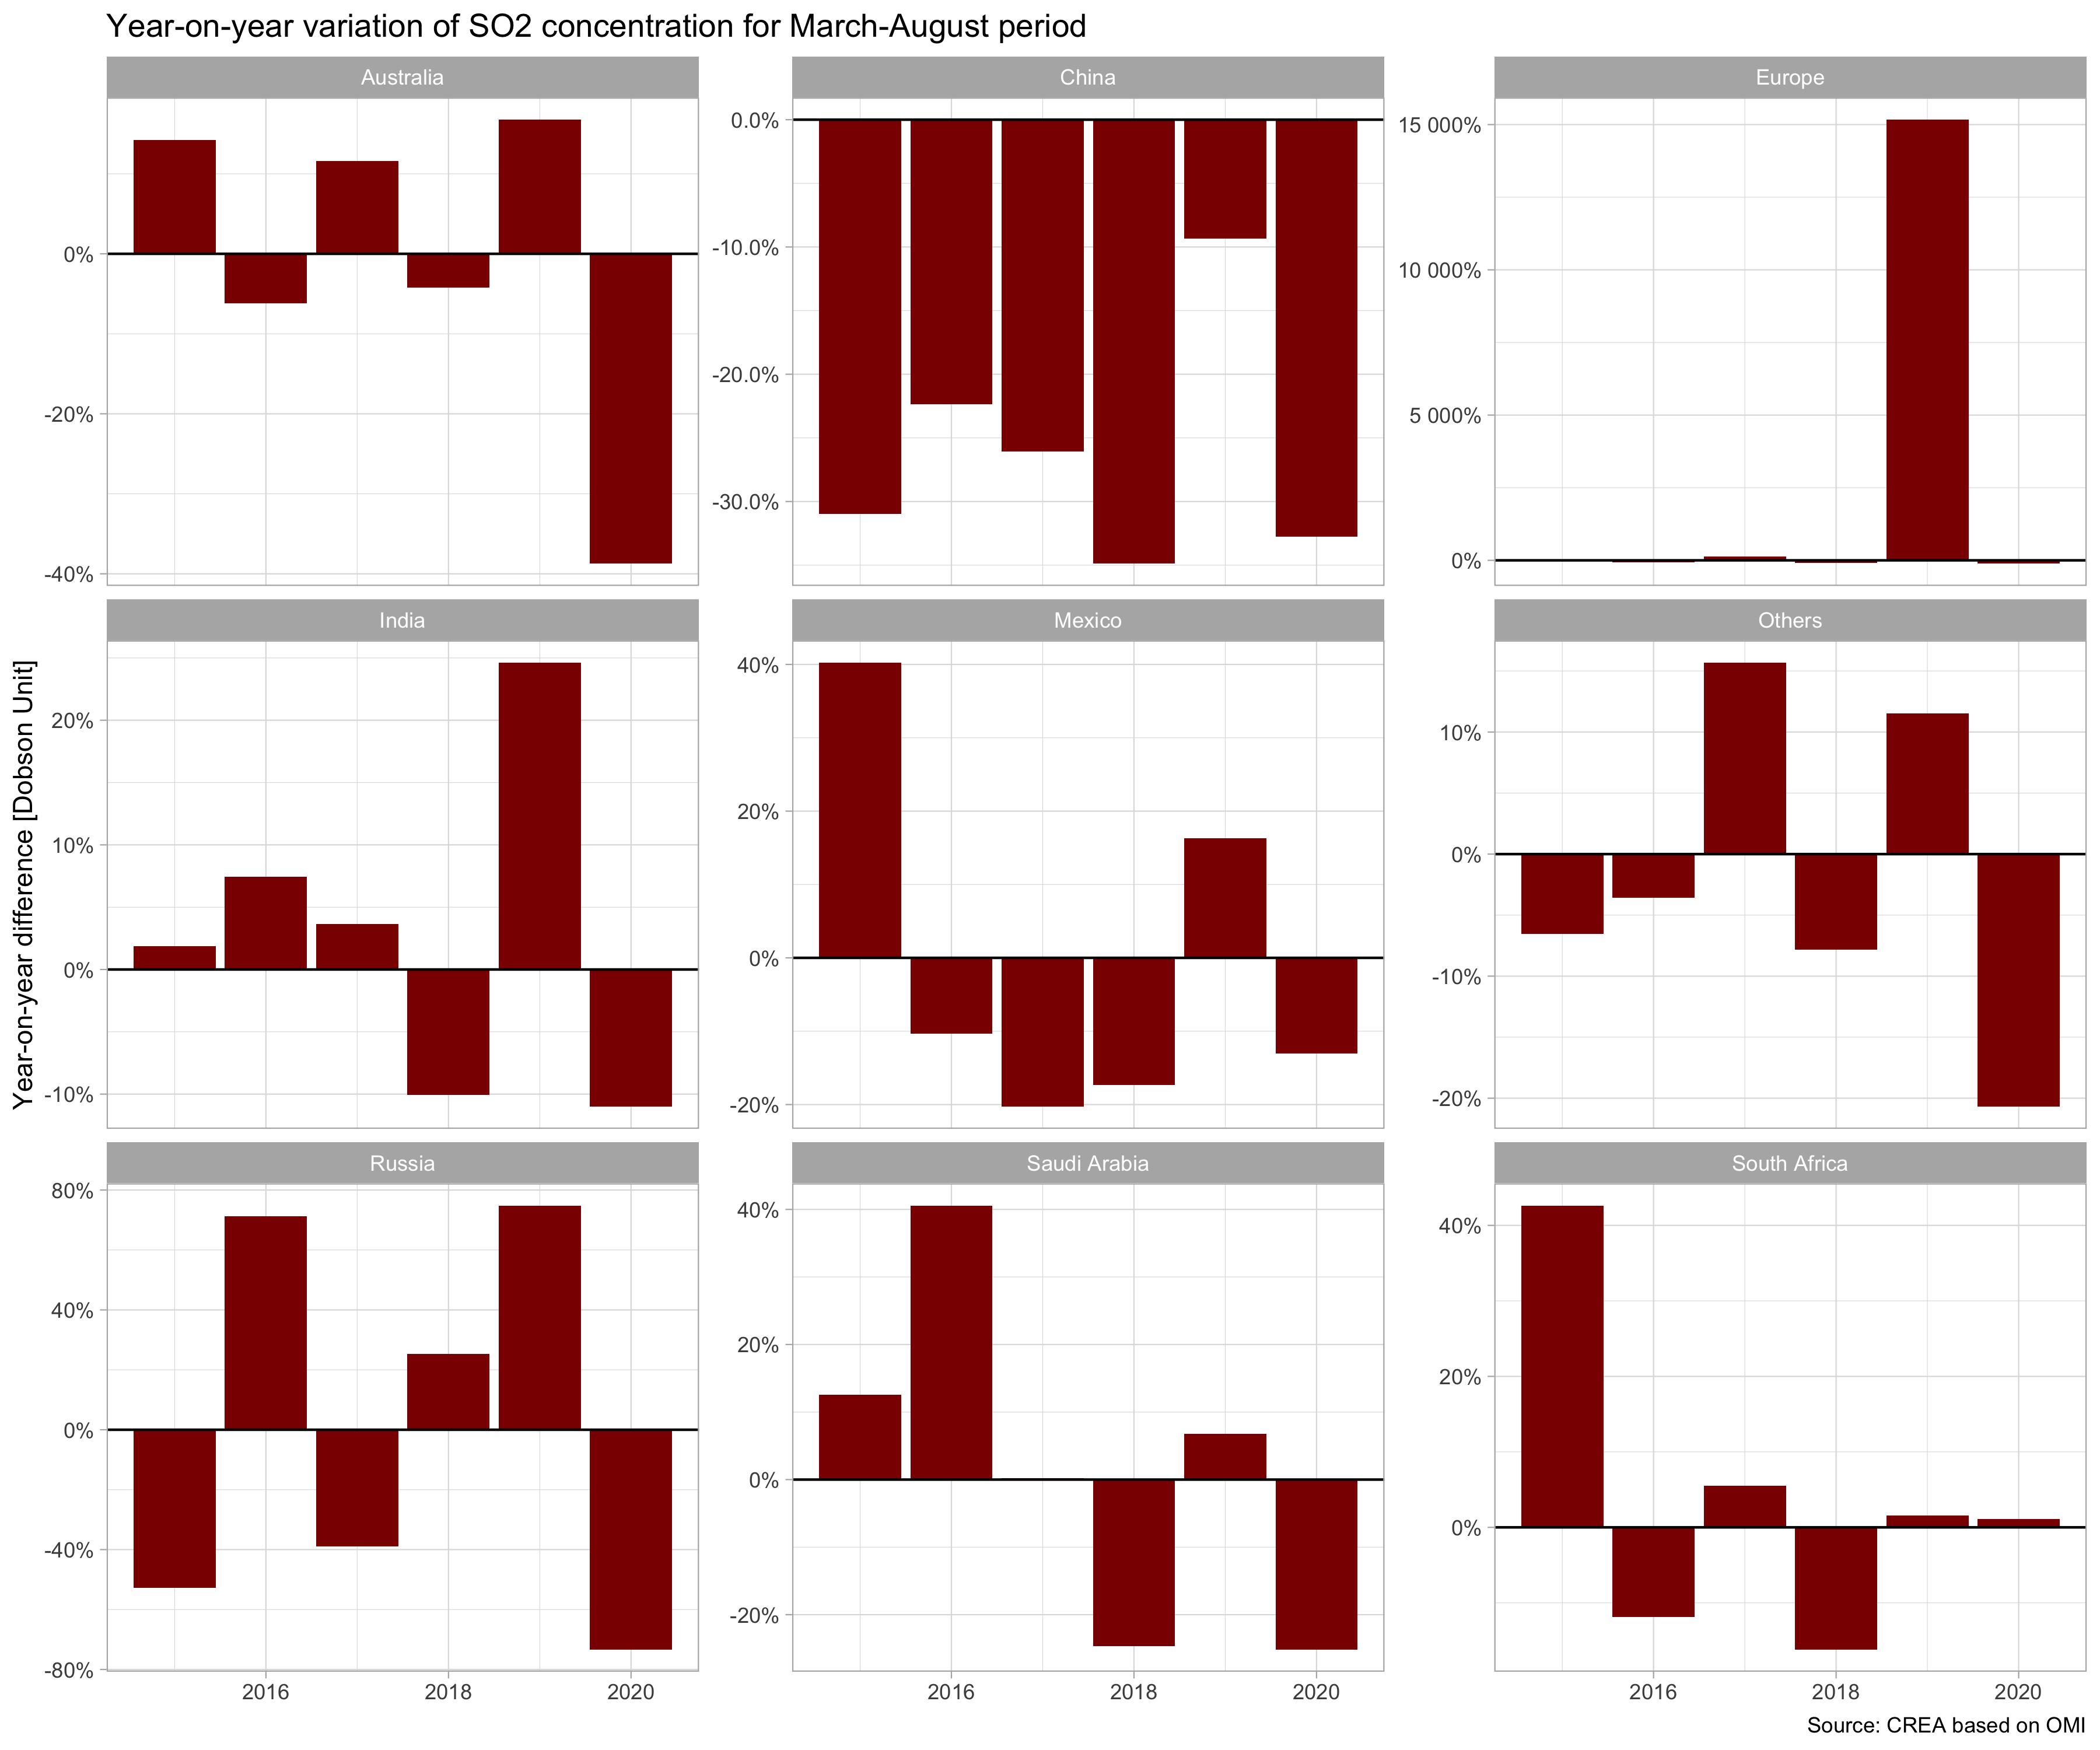 Year-on-year variation of SO2 concentration for March-August period
Australia
China
Europe
0%
-20%
-40%
0.0%
-10.0%
-20.0%
-30.0%
15 000%
10 000%
5 000%
0%
Year-on-year difference [Dobson Unit]
India
Mexico
Others
20%
10%
0%
-10%
40%
20%
0%
-20%
10%
0%
-10%
-20%
Russia
Saudi Arabia
South Africa
80%
40%
0%
-40%
-80%
40%
20%
0%
-20%
40%
20%
0%
2016 2018 2020
2016 2018 2020
2016 2018 2020
Source: CREA based on OMI